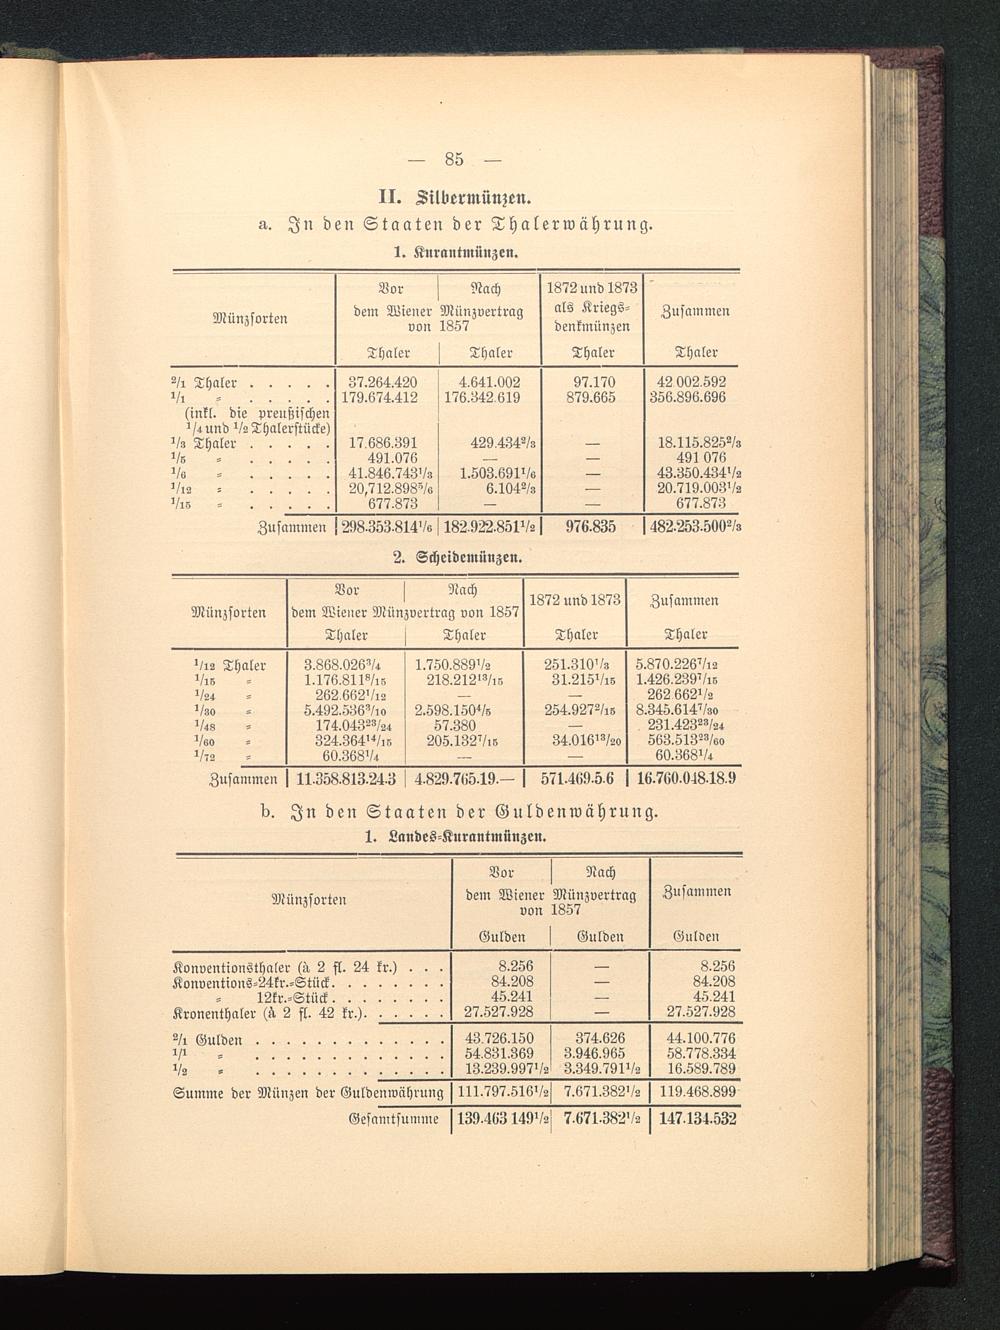 — 85 —
II. Silbermünzen.
a. In den Staaten der Thalerwährung.
1. Kurantmünzen.
Münzsorten | Vor | Nach | 1872 und 1873 | Zusammen
dem Wiener Münzvertrag | als Kriegs-
von 1857 | denkmünzen
Thaler | Thaler | Thaler | Thaler
2/1 Thaler . . . . . | 37.264.420 | 4.641.002 | 97.170 | 42 002.592
1/1 " . . . . . | 179.674.412 | 176.342.619 | 879.665 | 356.896.696
(inkl. die preußischen
1/4 und 1/2 Thalerstücke)
1/3 Thaler . . . . . | 17.686.391 | 429.434 2/3 | — | 18.115.825 2/3
1/5 " . . . . . | 491.076 | — | — | 491 076
1/6 " . . . . . | 41.846.743 1/3 | 1.503.691 1/6 | — | 43.350.434 1/2
1/12 " . . . . . | 20,712.898 5/6 | 6.104 2/3 | — | 20.719.003 1/2
1/15 " . . . . . | 677.873 | — | — | 677.873
Zusammen | 298.353.814 1/6 | 182.922.851 1/2 | 976.835 | 482.253.500 2/3
2. Scheidemünzen.
Münzsorten | Vor | Nach | 1872 und 1873 | Zusammen
dem Wiener Münzvertrag von 1857
Thaler | Thaler | Thaler | Thaler
1/12 Thaler | 3.868.026 3/4 | 1.750.889 1/2 | 251.310 1/3 | 5.870.226 7/12
1/15 " | 1.176.811 8/15 | 218.212 13/15 | 31.215 1/15 | 1.426.239 7/15
1/24 " | 262.662 1/12 | — | — | 262.662 1/2
1/30 " | 5.492.536 3/10 | 2.598.150 4/5 | 254.927 2/15 | 8.345.614 7/30
1/48 " | 174.043 23/24 | 57.380 | — | 231.423 23/24
1/60 " | 324.364 14/15 | 205.132 7/15 | 34.016 13/20 | 563.513 23/60
1/72 " | 60.368 1/4 | — | — | 60.368 1/4
Zusammen | 11.358.813.24.3 | 4.829.765.19.— | 571.469.5.6 | 16.760.048.18.9
b. In den Staaten der Guldenwährung.
1. Landes-Kurantmünzen.
Münzsorten | Vor | Nach | Zusammen
dem Wiener Münzvertrag
von 1857
Gulden | Gulden | Gulden
Konventionsthaler (à 2 fl. 24 kr.) . . . | 8.256 | — | 8.256
Konventions-24kr.-Stück. . . . . . . . | 84.208 | — | 84.208
" 12kr.-Stück . . . . . . . . | 45.241 | — | 45.241
Kronenthaler (à 2 fl. 42 kr.). . . . . . | 27.527.928 | — | 27.527.928
2/1 Gulden . . . . . . . . . . . . . | 43.726.150 | 374.626 | 44.100.776
1/1 " . . . . . . . . . . . . . | 54.831.369 | 3.946.965 | 58.778.334
1/2 " . . . . . . . . . . . . . | 13.239.997 1/2 | 3.349.791 1/2 | 16.589.789
Summe der Münzen der Guldenwährung | 111.797.516 1/2 | 7.671.382 1/2 | 119.468.899
Gesamtsumme | 139.463 149 1/2 | 7.671.382 1/2 | 147.134.532